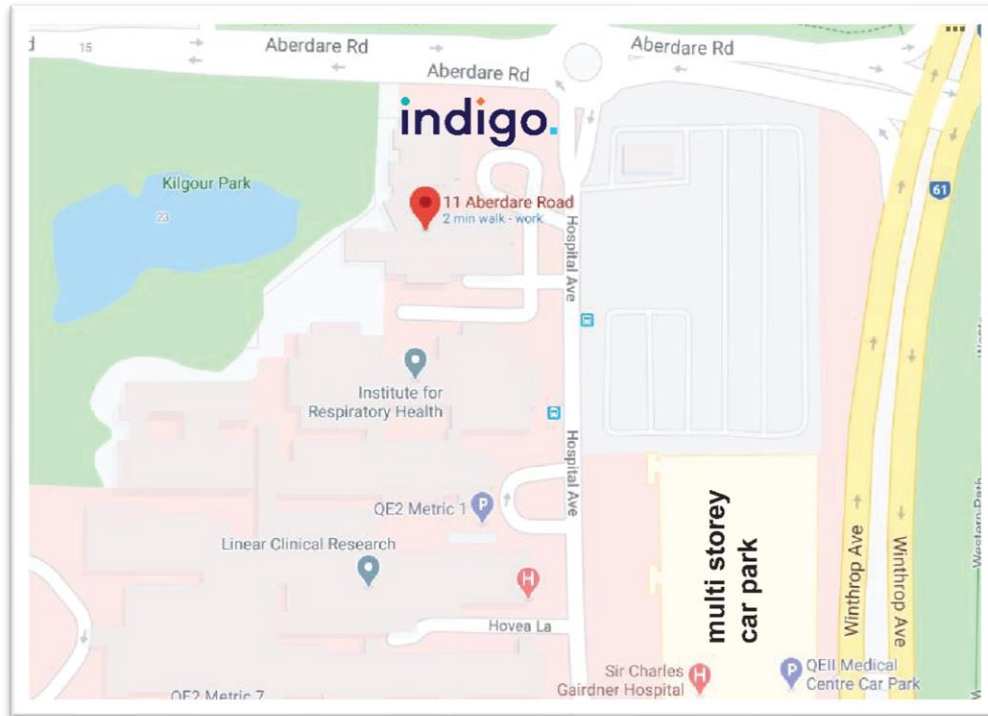 d
15
Aberdare Rd
Aberdare Rd
Aberdare Rd
indigo.
Kilgour Park
23
11 Aberdare Road
2 min walk - work
61
Hospital Ave
Institute for
Respiratory Health
Hospital Ave
QE2 Metric 1
P
Linear Clinical Research
H
multi storey
car park
Winthrop Ave
Winthrop Ave
Western Path
Hovea La
Sir Charles
Gairdner Hospital
H
P
QEII Medical
Centre Car Park
QE2 Metric 7